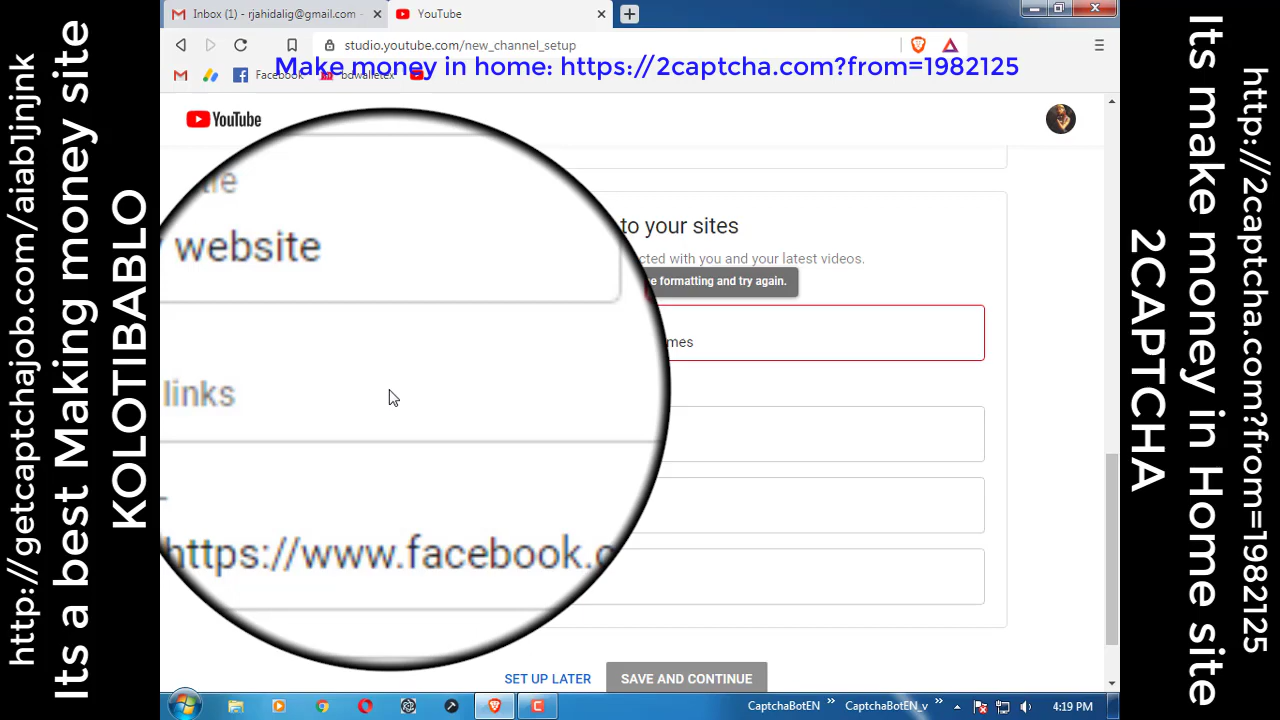 http://getcaptchajob.com/aiab1jnjnk
Its a best Making money site
KOLOTIBABLO
Inbox (1) - rjahidalig@gmail.com -
YouTube
studio.youtube.com/new_channel_setup
Make money in home: https://2captcha.com?from=1982125
Facebook
bdwalletex
YouTube
website
links
https://www.facebook.c
to your sites
cted with you and your latest videos.
e formatting and try again.
mes
SET UP LATER
SAVE AND CONTINUE
CaptchaBotEN
CaptchaBotEN_v
4:19 PM
Its make money in Home site
2CAPTCHA
http://2captcha.com?from=1982125